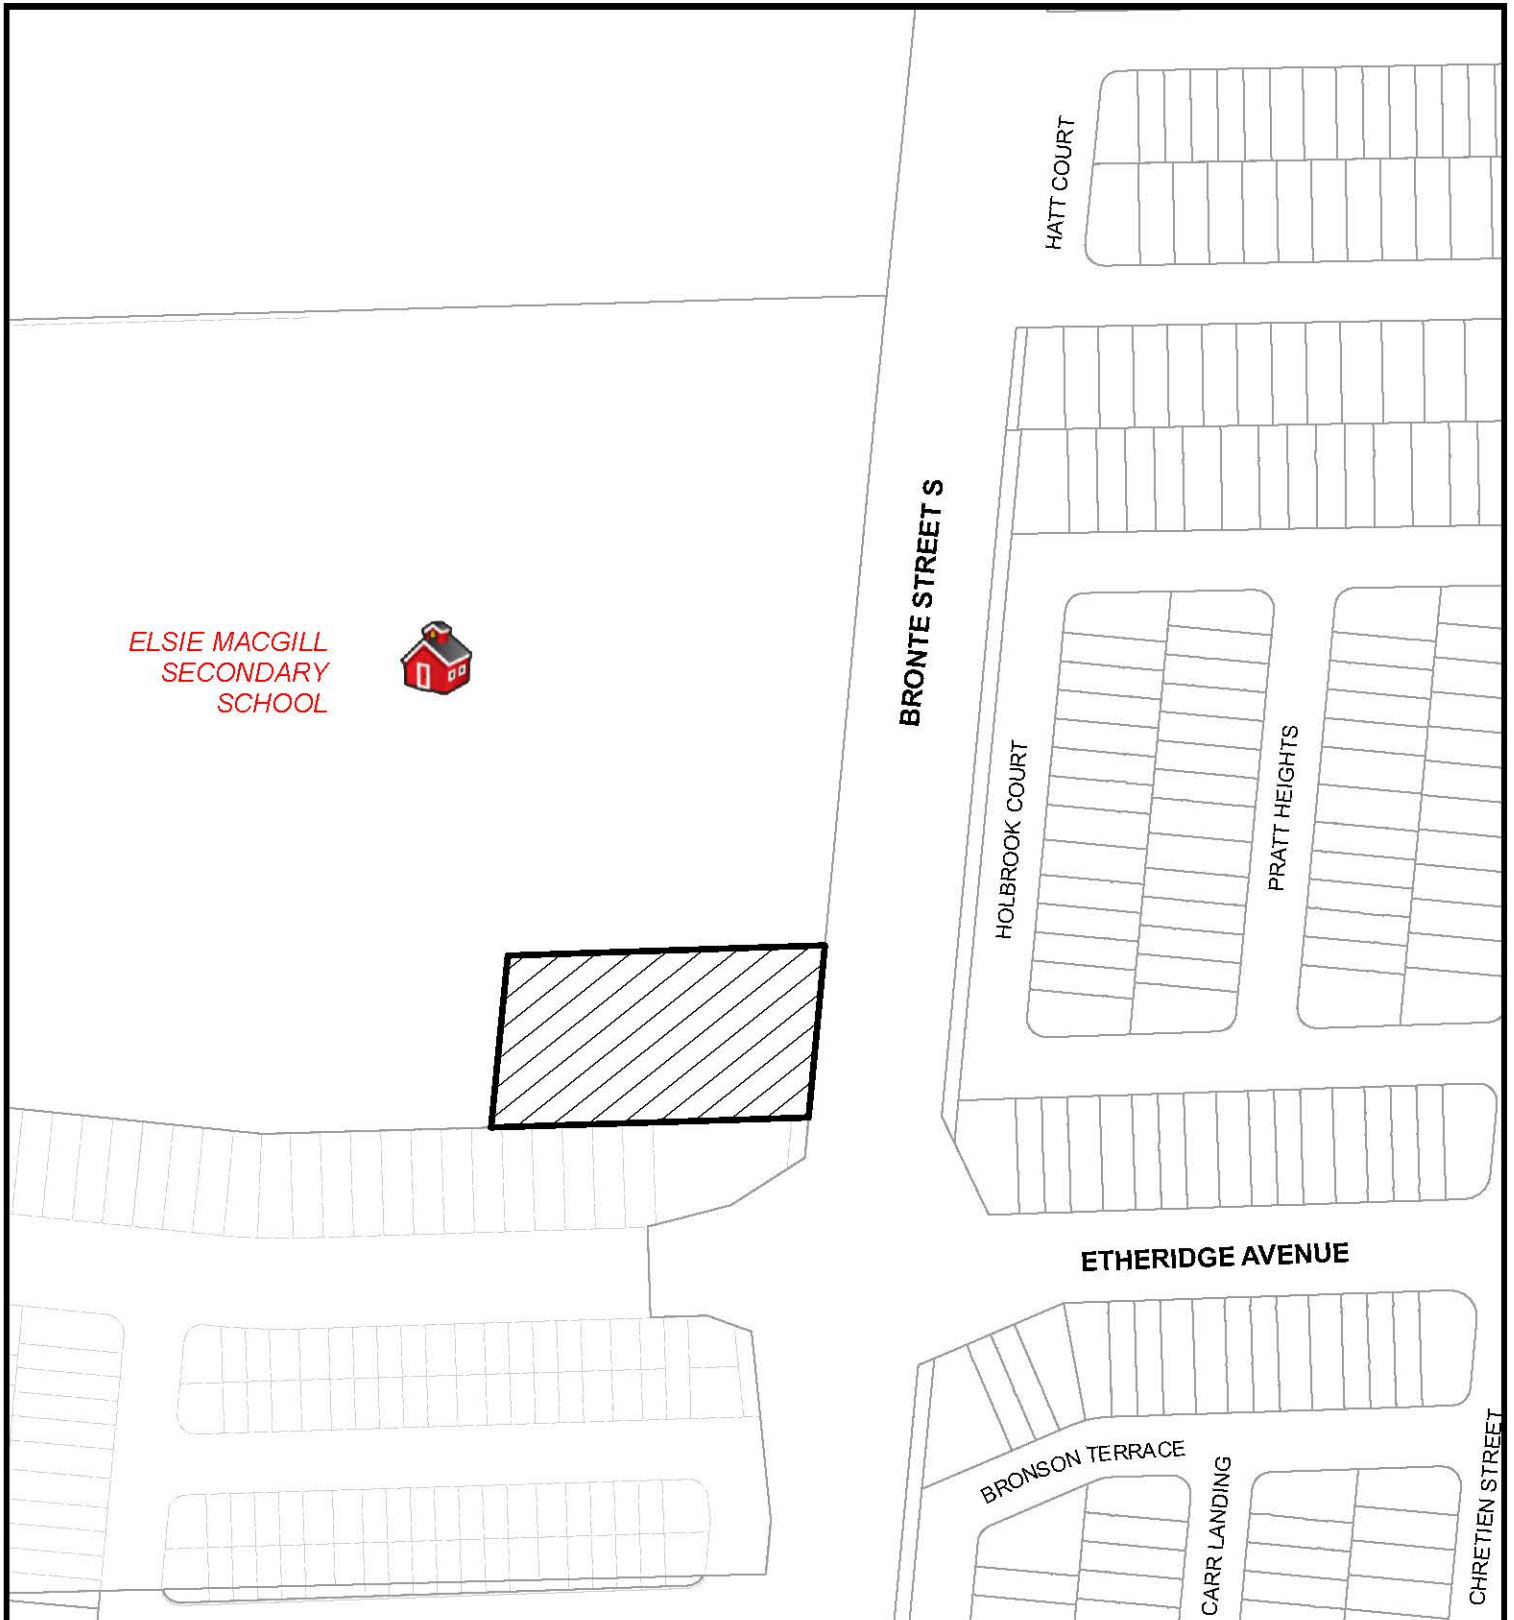 HATT COURT
BRONTE STREET S
ELSIE MACGILL
SECONDARY
SCHOOL
HOLBROOK COURT
PRATT HEIGHTS
ETHERIDGE AVENUE
BRONSON TERRACE
CARR LANDING
CHRETIEN STREET